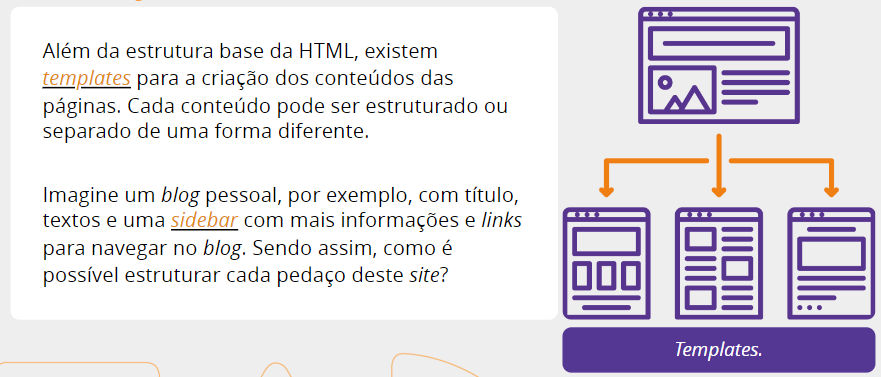 Além da estrutura base da HTML, existem
templates para a criação dos conteúdos das
páginas. Cada conteúdo pode ser estruturado ou
separado de uma forma diferente.
Imagine um blog pessoal, por exemplo, com título,
textos e uma sidebar com mais informações e links
para navegar no blog. Sendo assim, como é
possível estruturar cada pedaço deste site?
Templates.